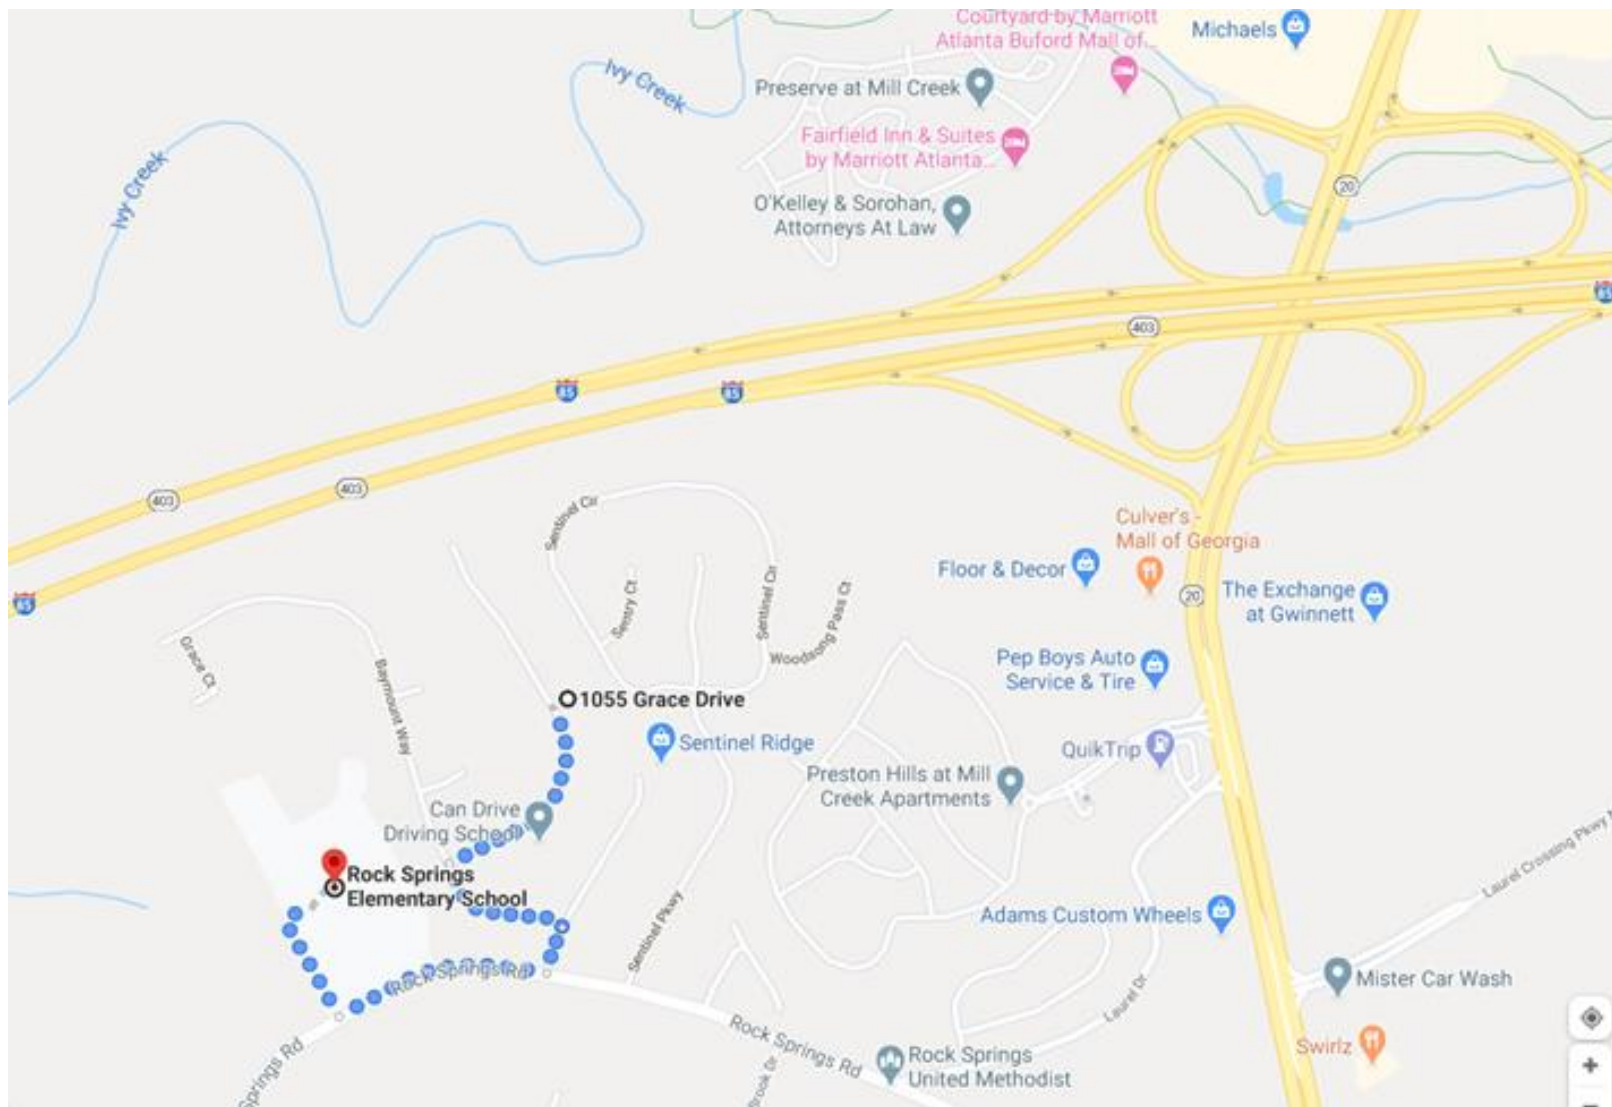 Courtyard by Marriott
Atlanta Buford Mall of...
Michaels
Ivy Creek
Preserve at Mill Creek
Fairfield Inn & Suites
by Marriott Atlanta...
Ivy Creek
20
O'Kelley & Sorohan,
Attorneys At Law
85
403
85
85
403
403
Sentinel Cir
Culver's -
Mall of Georgia
Floor & Decor
85
Sentry Ct
Sentinel Cir
Woodsong Pass Ct
20
The Exchange
at Gwinnett
Grace Ct
Baymount Way
Pep Boys Auto
Service & Tire
1055 Grace Drive
Sentinel Ridge
QuikTrip
Preston Hills at Mill
Creek Apartments
Can Drive
Driving School
Laurel Crossing Pkwy
Rock Springs
Elementary School
Sentinel Pkwy
Adams Custom Wheels
Rock Springs Rd
Mister Car Wash
Laurel Dr
Rock Springs Rd
Springs Rd
Swirlz
Rock Springs
United Methodist
Brook Dr
+